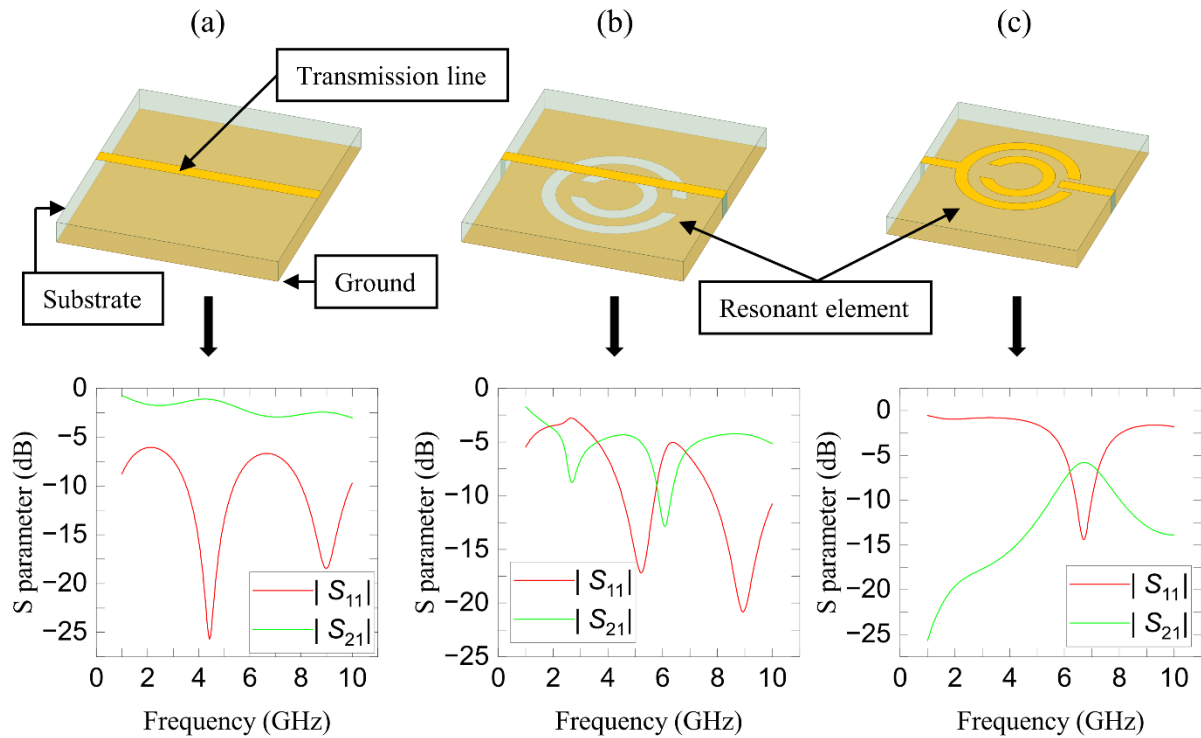 (a)
(b)
(c)
Transmission line
Substrate
Ground
Resonant element
0
−5
−10
−15
−20
−25
S parameter (dB)
| S11|
| S21|
0 2 4 6 8 10
Frequency (GHz)
0
−5
−10
−15
−20
−25
S parameter (dB)
| S11|
| S21|
0 2 4 6 8 10
Frequency (GHz)
0
−5
−10
−15
−20
−25
S parameter (dB)
| S11|
| S21|
0 2 4 6 8 10
Frequency (GHz)